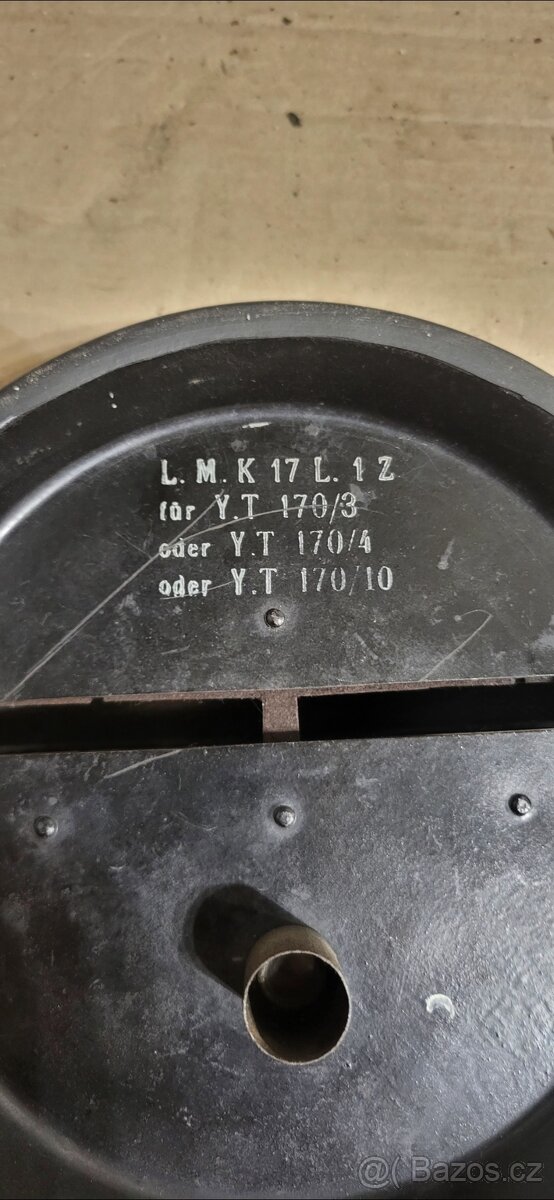 L. M. K 17 L. 1 Z
für Y.T 170/3
oder Y.T 170/4
oder Y.T 170/10
@( Bazos.cz